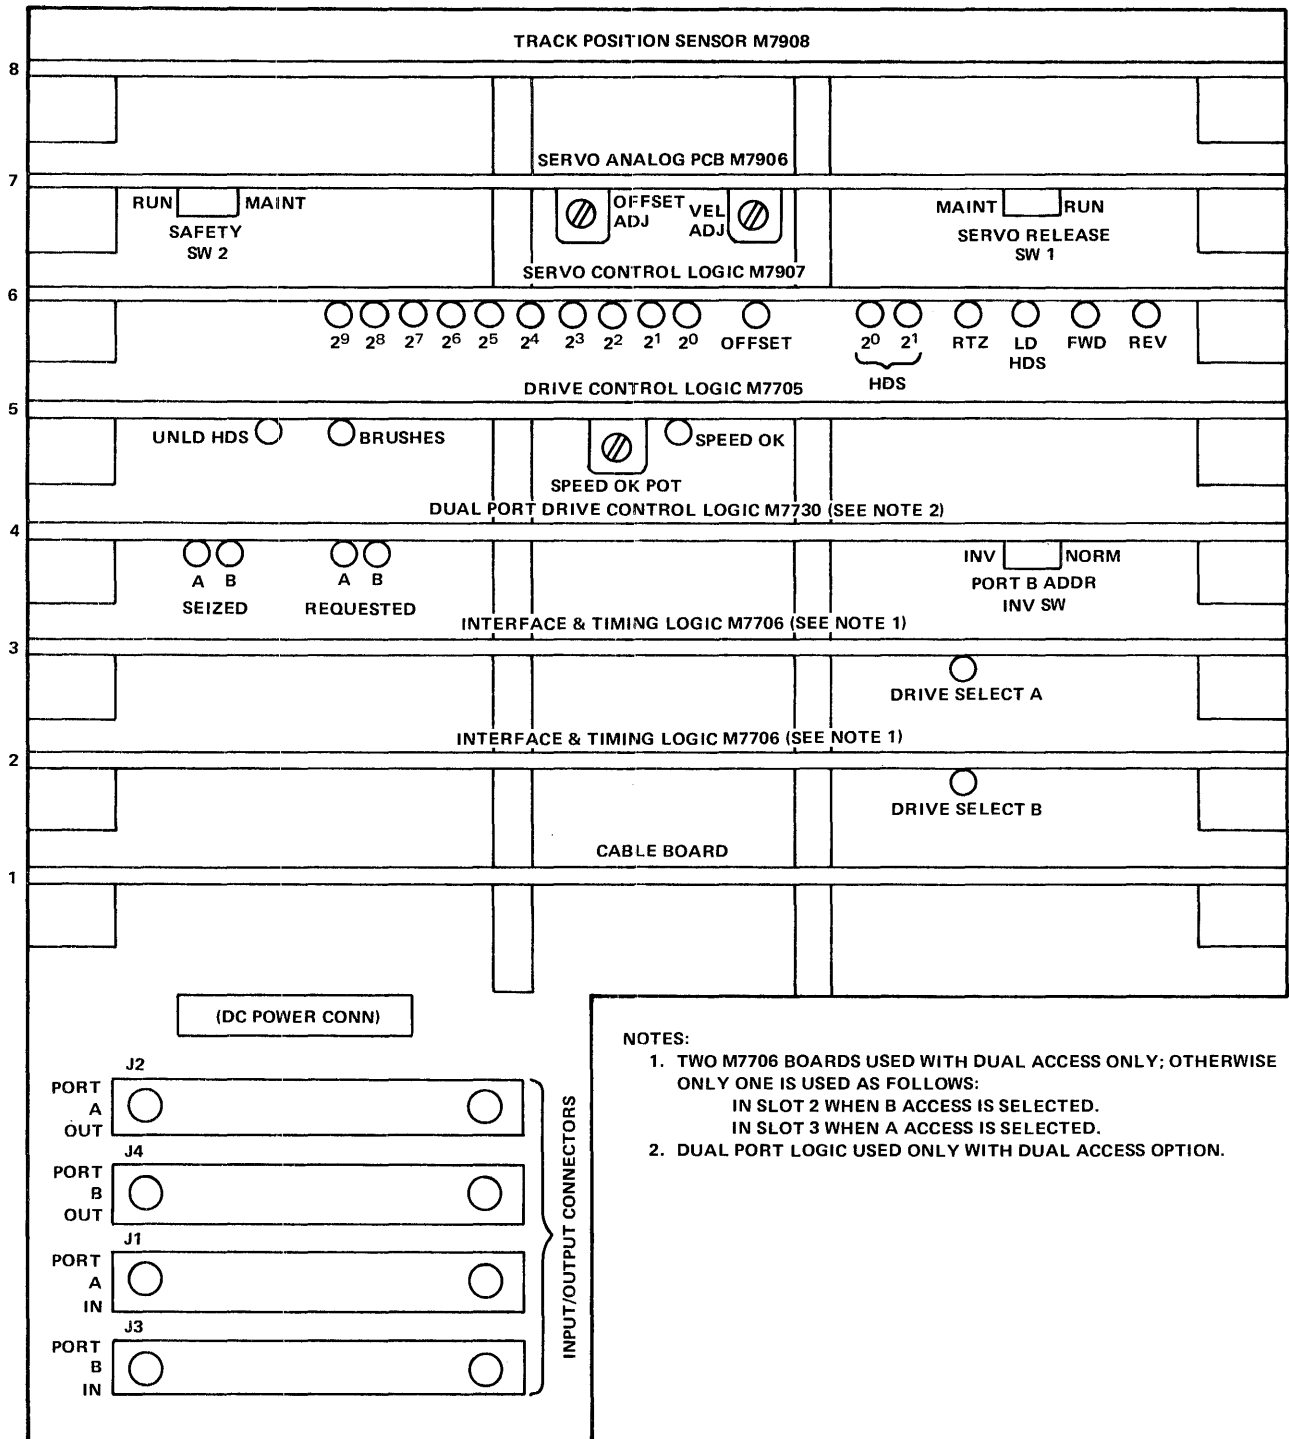 TRACK POSITION SENSOR M7908
8
SERVO ANALOG PCB M7906
7
RUN MAINT
OFFSET ADJ
VEL ADJ
MAINT RUN
SAFETY SW 2
SERVO RELEASE SW 1
SERVO CONTROL LOGIC M7907
6
2⁹ 2⁸ 2⁷ 2⁶ 2⁵ 2⁴ 2³ 2² 2¹ 2⁰ OFFSET 2⁰ 2¹ RTZ LD HDS FWD REV
HDS
DRIVE CONTROL LOGIC M7705
5
UNLD HDS BRUSHES SPEED OK
SPEED OK POT
DUAL PORT DRIVE CONTROL LOGIC M7730 (SEE NOTE 2)
4
A B A B INV NORM
SEIZED REQUESTED PORT B ADDR
INV SW
INTERFACE & TIMING LOGIC M7706 (SEE NOTE 1)
3
DRIVE SELECT A
INTERFACE & TIMING LOGIC M7706 (SEE NOTE 1)
2
DRIVE SELECT B
CABLE BOARD
1
(DC POWER CONN)
J2
PORT
A
OUT
J4
PORT
B
OUT
J1
PORT
A
IN
J3
PORT
B
IN
INPUT/OUTPUT CONNECTORS
NOTES:
1. TWO M7706 BOARDS USED WITH DUAL ACCESS ONLY; OTHERWISE
ONLY ONE IS USED AS FOLLOWS:
IN SLOT 2 WHEN B ACCESS IS SELECTED.
IN SLOT 3 WHEN A ACCESS IS SELECTED.
2. DUAL PORT LOGIC USED ONLY WITH DUAL ACCESS OPTION.